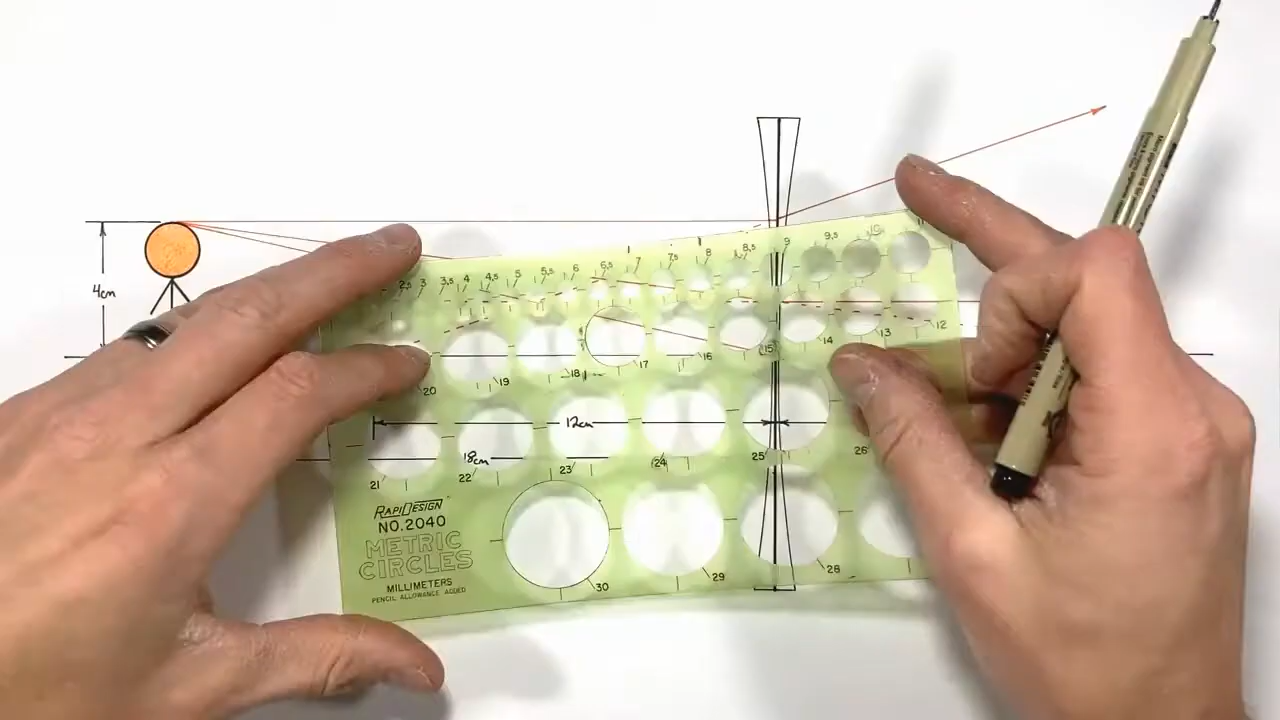 4cm
2,5 3 3,5 4 4,5 5 5,5 6 6,5 7 7,5 8 8,5 9 9,5
20 19 18 17 16 15 14 13 12
12cm
18cm
21 22 23 24 25 26
RAPIDESIGN
NO. 2040
METRIC
CIRCLES
MILLIMETERS
PENCIL ALLOWANCE ADDED
30 29 28